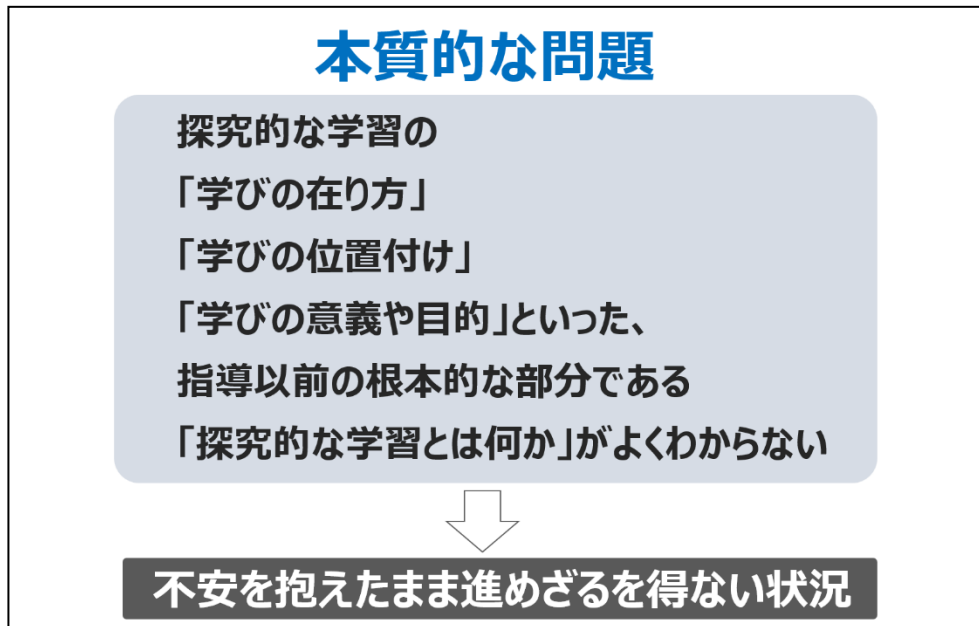 本質的な問題
探究的な学習の
「学びの在り方」
「学びの位置付け」
「学びの意義や目的」といった、
指導以前の根本的な部分である
「探究的な学習とは何か」がよくわからない
不安を抱えたまま進めざるを得ない状況